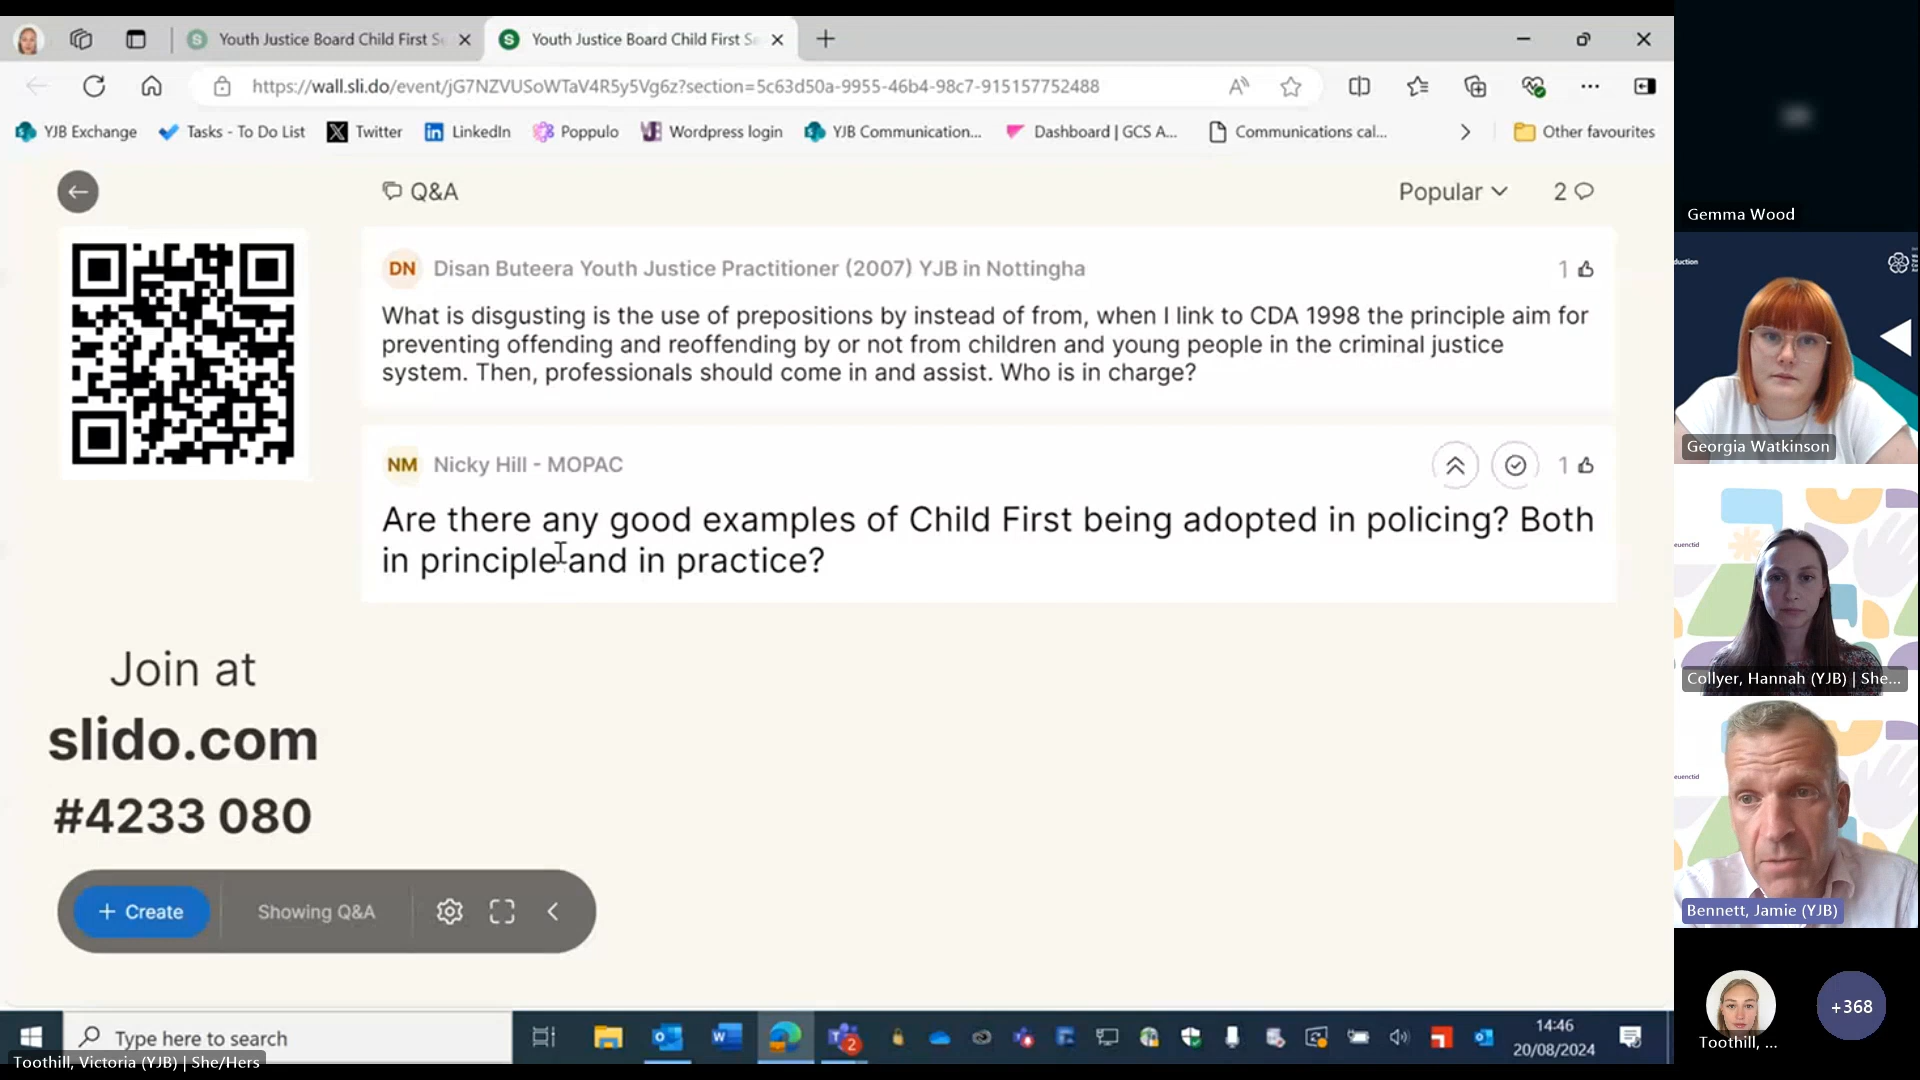 Youth Justice Board Child First Se
Youth Justice Board Child First Se
https://wall.sli.do/event/jG7NZVUSoWTaV4R5y5Vg6z?section=5c63d50a-9955-46b4-98c7-915157752488
YJB Exchange
Tasks - To Do List
Twitter
LinkedIn
Poppulo
Wordpress login
YJB Communication...
Dashboard | GCS A...
Communications cal...
Other favourites
Q&A
Popular
2
DN
Disan Buteera Youth Justice Practitioner (2007) YJB in Nottingha
1
What is disgusting is the use of prepositions by instead of from, when I link to CDA 1998 the principle aim for
preventing offending and reoffending by or not from children and young people in the criminal justice
system. Then, professionals should come in and assist. Who is in charge?
NM
Nicky Hill - MOPAC
1
Are there any good examples of Child First being adopted in policing? Both
in principle and in practice?
Join at
slido.com
#4233 080
+ Create
Showing Q&A
Type here to search
14:46
20/08/2024
Toothill, Victoria (YJB) | She/Hers
Gemma Wood
duction
Georgia Watkinson
euenctid
Collyer, Hannah (YJB) | She...
euenctid
Bennett, Jamie (YJB)
Toothill, ...
+368